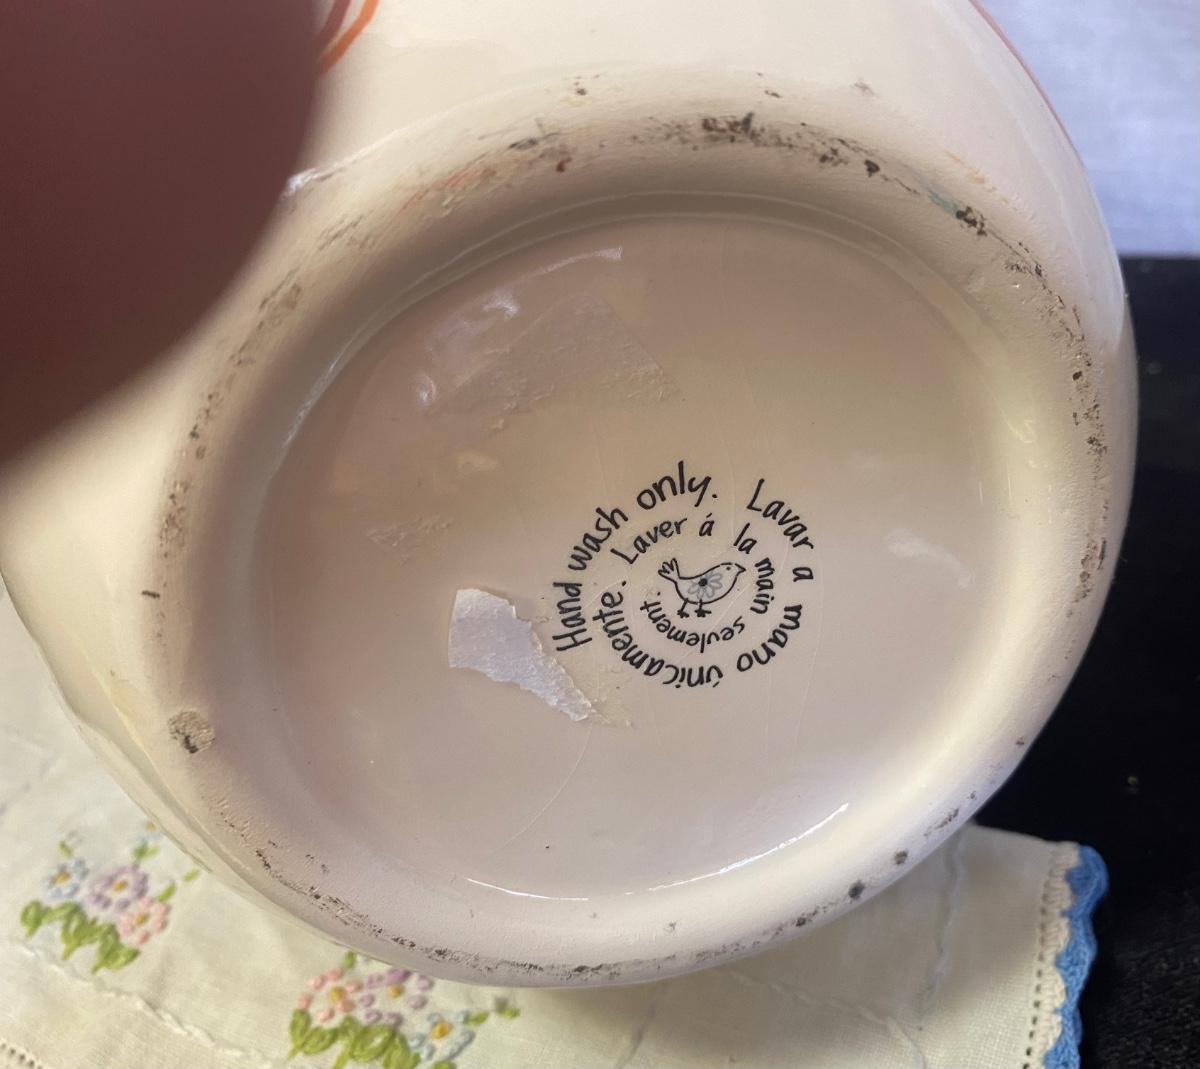 Hand wash only. Lavar a mano únicamente. Laver á la main seulement.